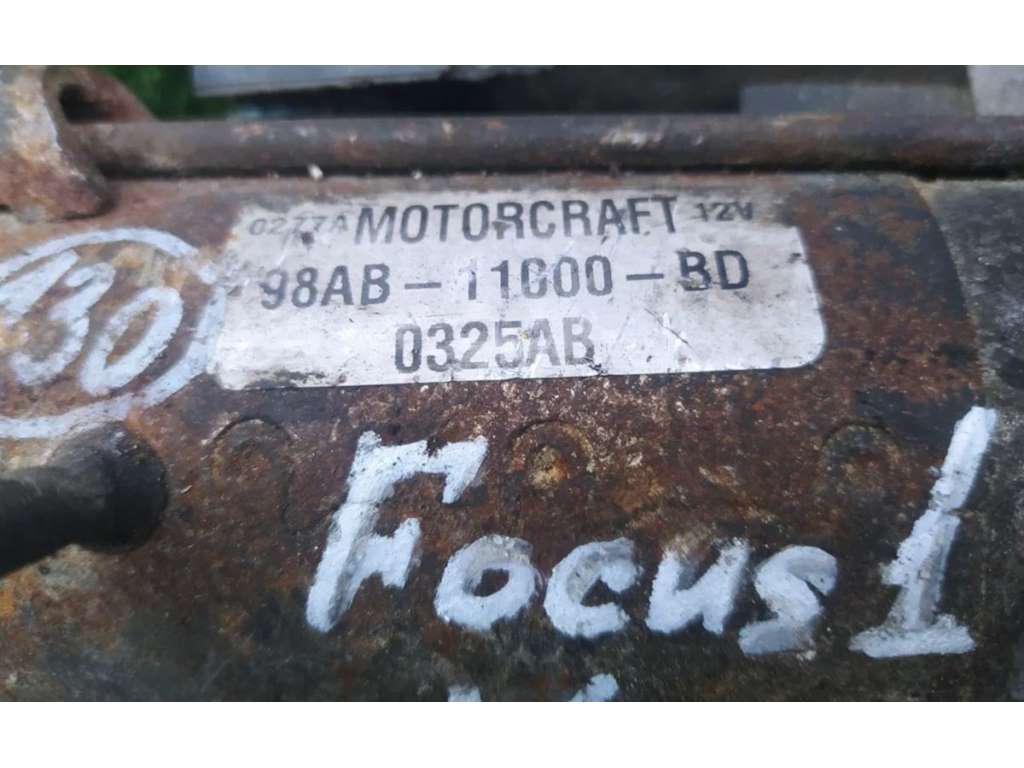 0277A MOTORCRAFT 12V
98AB-11000-BD
0325AB
130
Focus 1